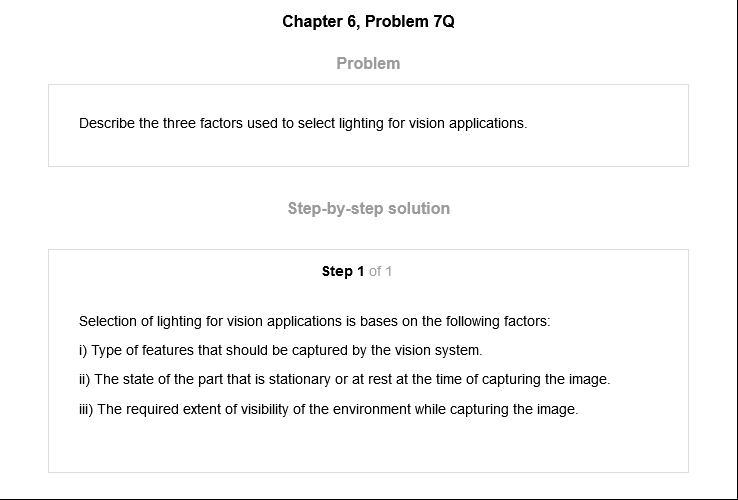 Chapter 6, Problem 7Q
Problem
Describe the three factors used to select lighting for vision applications.
Step-by-step solution
Step 1 of 1
Selection of lighting for vision applications is bases on the following factors:
i) Type of features that should be captured by the vision system.
ii) The state of the part that is stationary or at rest at the time of capturing the image.
iii) The required extent of visibility of the environment while capturing the image.